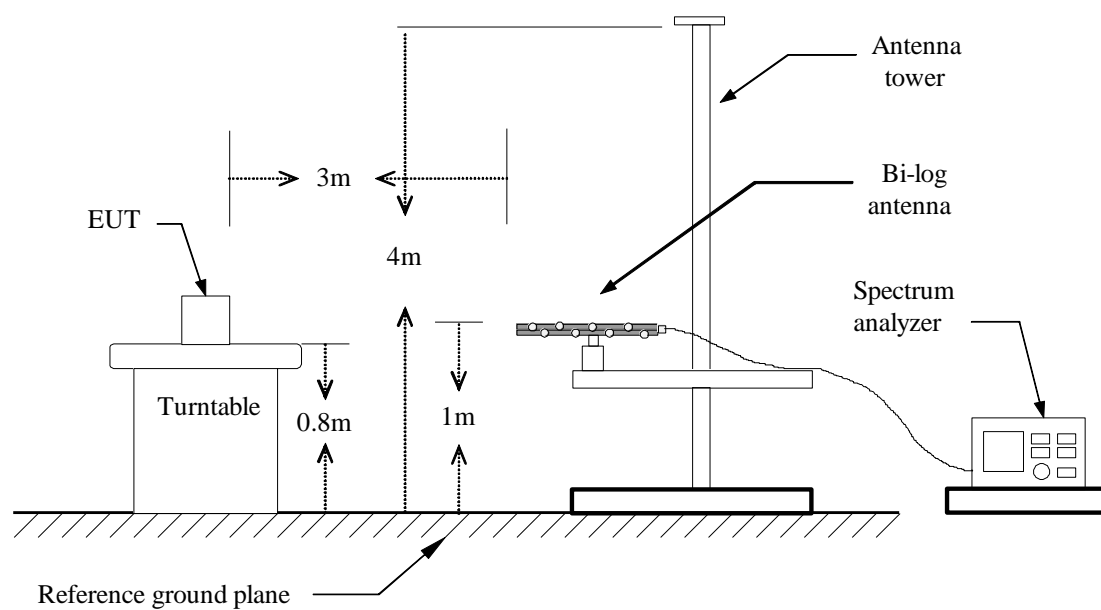 Antenna
tower
3m
Bi-log
antenna
EUT
4m
Spectrum
analyzer
Turntable
0.8m
1m
Reference ground plane